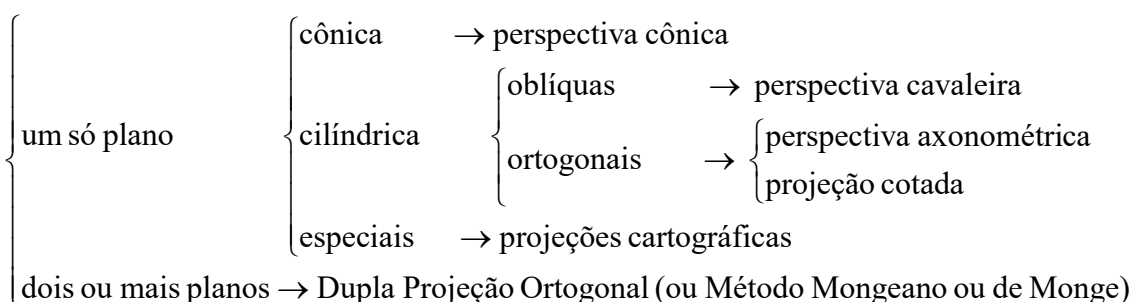 cônica → perspectiva cônica
oblíquas → perspectiva cavaleira
um só plano cilíndrica ortogonais → perspectiva axonométrica
projeção cotada
especiais → projeções cartográficas
dois ou mais planos → Dupla Projeção Ortogonal (ou Método Mongeano ou de Monge)